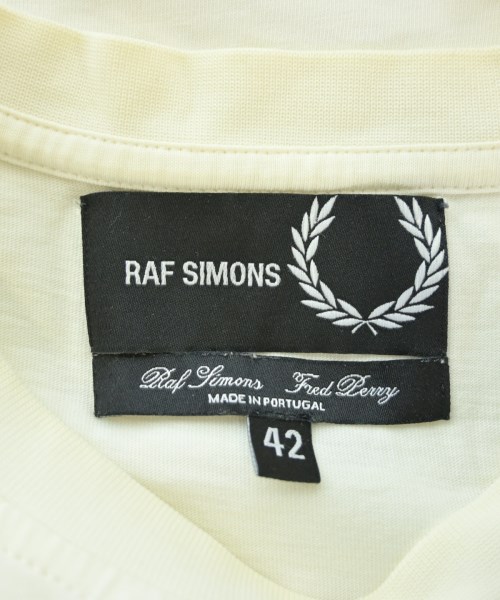 RAF SIMONS
Raf Simons Fred Perry
MADE IN PORTUGAL
42